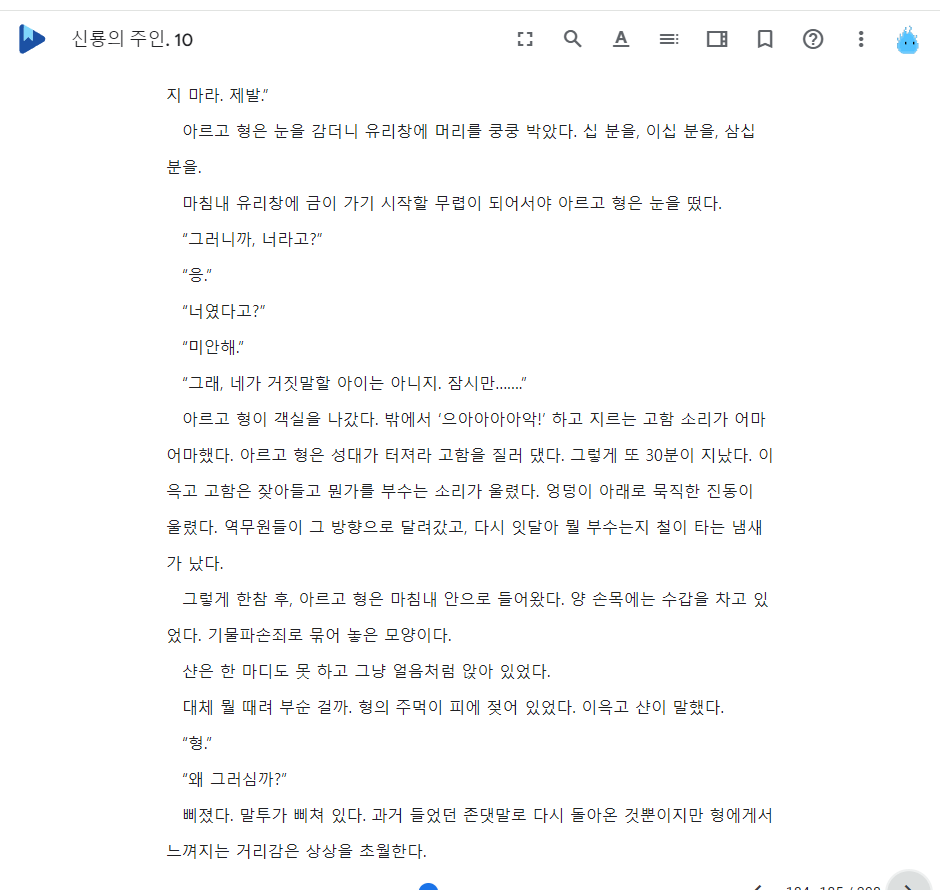 신룡의 주인. 10
지 마라. 제발.”
아르고 형은 눈을 감더니 유리창에 머리를 쿵쿵 박았다. 십 분을, 이십 분을, 삼십
분을.
마침내 유리창에 금이 가기 시작할 무렵이 되어서야 아르고 형은 눈을 떴다.
“그러니까, 너라고?”
“응.”
“너였다고?”
“미안해.”
“그래, 네가 거짓말할 아이는 아니지. 잠시만…….”
아르고 형이 객실을 나갔다. 밖에서 ‘으아아아아악!’ 하고 지르는 고함 소리가 어마
어마했다. 아르고 형은 성대가 터져라 고함을 질러 댔다. 그렇게 또 30분이 지났다. 이
윽고 고함은 잦아들고 뭔가를 부수는 소리가 울렸다. 엉덩이 아래로 묵직한 진동이
울렸다. 역무원들이 그 방향으로 달려갔고, 다시 잇달아 뭘 부수는지 철이 타는 냄새
가 났다.
그렇게 한참 후, 아르고 형은 마침내 안으로 들어왔다. 양 손목에는 수갑을 차고 있
었다. 기물파손죄로 묶어 놓은 모양이다.
샨은 한 마디도 못 하고 그냥 얼음처럼 앉아 있었다.
대체 뭘 때려 부순 걸까. 형의 주먹이 피에 젖어 있었다. 이윽고 샨이 말했다.
“형.”
“왜 그러심까?”
삐졌다. 말투가 삐쳐 있다. 과거 들었던 존댓말로 다시 돌아온 것뿐이지만 형에게서
느껴지는 거리감은 상상을 초월한다.